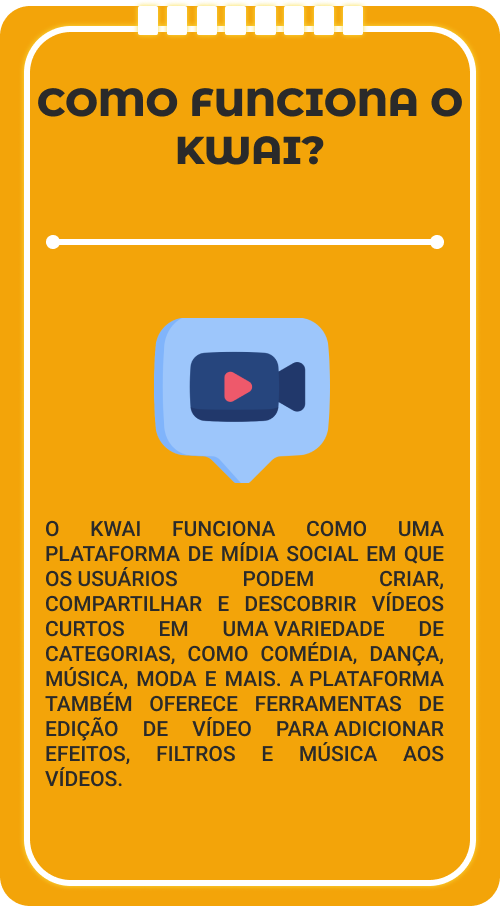 COMO FUNCIONA O
KWAI?
O KWAI FUNCIONA COMO UMA
PLATAFORMA DE MÍDIA SOCIAL EM QUE
OS USUÁRIOS PODEM CRIAR,
COMPARTILHAR E DESCOBRIR VÍDEOS
CURTOS EM UMA VARIEDADE DE
CATEGORIAS, COMO COMÉDIA, DANÇA,
MÚSICA, MODA E MAIS. A PLATAFORMA
TAMBÉM OFERECE FERRAMENTAS DE
EDIÇÃO DE VÍDEO PARA ADICIONAR
EFEITOS, FILTROS E MÚSICA AOS
VÍDEOS.